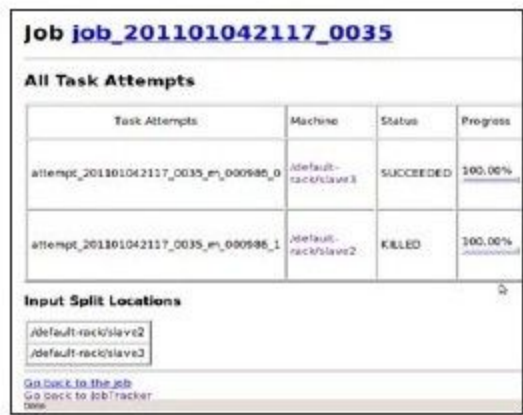 Job job_201101042117_0035
All Task Attempts
Task Attempts Machine Status Progress
attempt_201101042117_0035_m_000986_0 /default-rack/slave3 SUCCEEDED 100.00%
attempt_201101042117_0035_m_000986_1 /default-rack/slave2 KILLED 100.00%
Input Split Locations
/default-rack/slave2
/default-rack/slave3
Go back to the job
Go back to JobTracker
Done